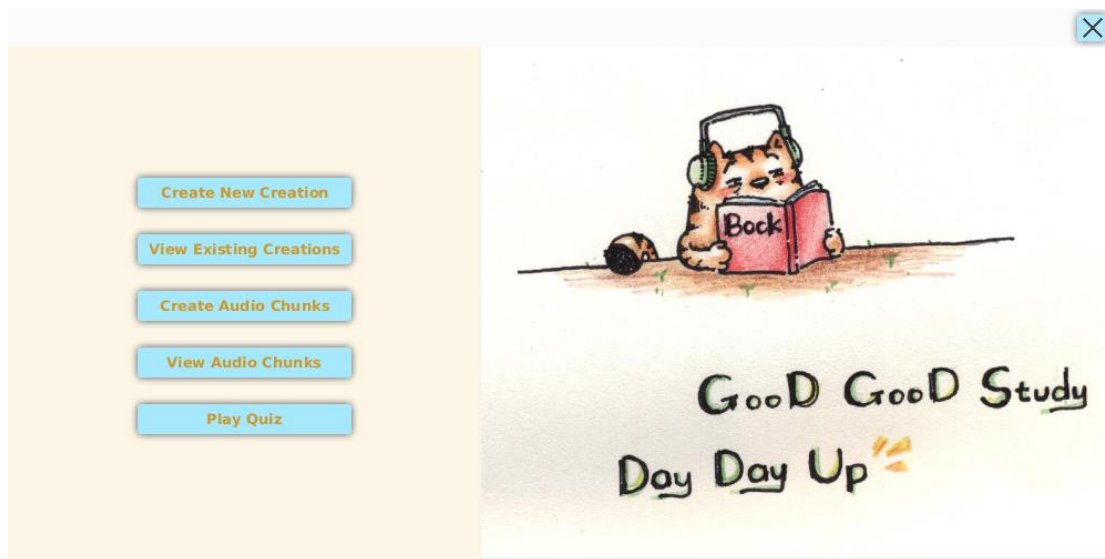 Create New Creation
View Existing Creations
Create Audio Chunks
View Audio Chunks
Play Quiz
Bock
GooD GooD Study
Day Day Up